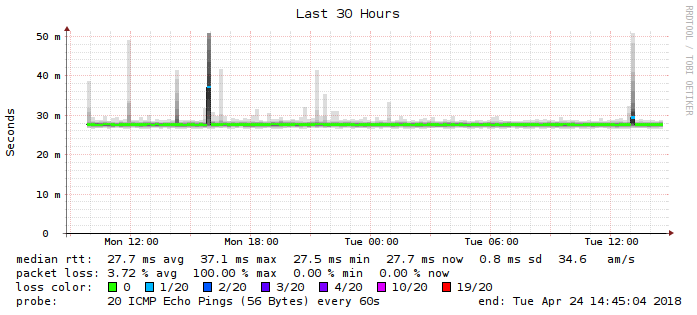 Last 30 Hours
RRDTOOL / TOBI OETIKER
Seconds
50 m
40 m
30 m
20 m
10 m
0
Mon 12:00 Mon 18:00 Tue 00:00 Tue 06:00 Tue 12:00
median rtt: 27.7 ms avg 37.1 ms max 27.5 ms min 27.7 ms now 0.8 ms sd 34.6 am/s
packet loss: 3.72 % avg 100.00 % max 0.00 % min 0.00 % now
loss color: 0 1/20 2/20 3/20 4/20 10/20 19/20
probe: 20 ICMP Echo Pings (56 Bytes) every 60s end: Tue Apr 24 14:45:04 2018